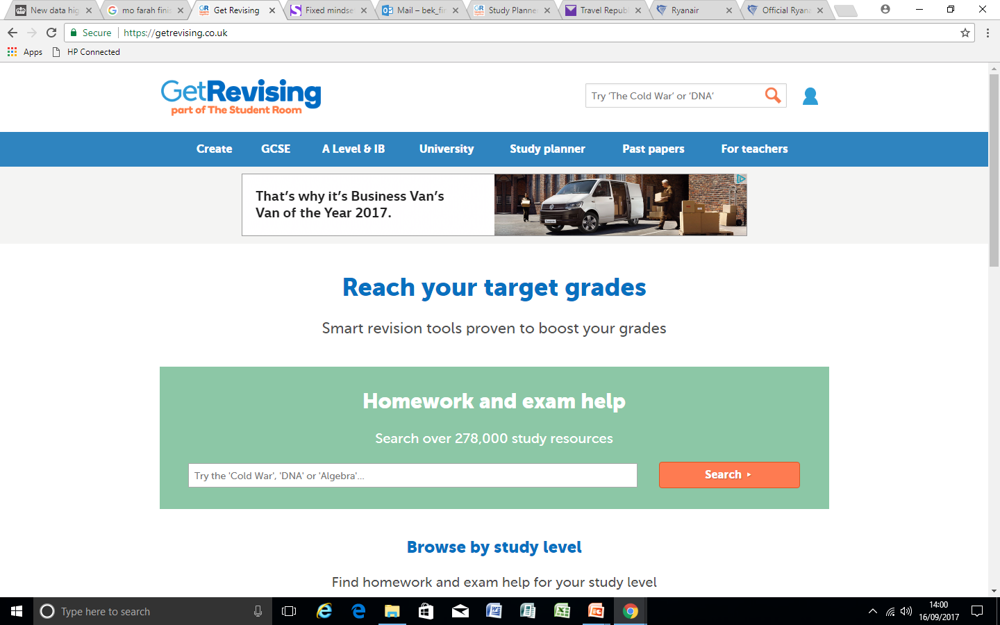 New data hig
mo farah finis
Get Revising
Fixed mindse
Mail – bek_fin
Study Planne
Travel Repub
Ryanair
Official Ryana
Secure
https://getrevising.co.uk
Apps
HP Connected
GetRevising
part of The Student Room
Try 'The Cold War' or 'DNA'
Create GCSE A Level & IB University Study planner Past papers For teachers
That's why it's Business Van's
Van of the Year 2017.
Reach your target grades
Smart revision tools proven to boost your grades
Homework and exam help
Search over 278,000 study resources
Try the 'Cold War', 'DNA' or 'Algebra'...
Search
Browse by study level
Find homework and exam help for your study level
Type here to search
14:00
16/09/2017